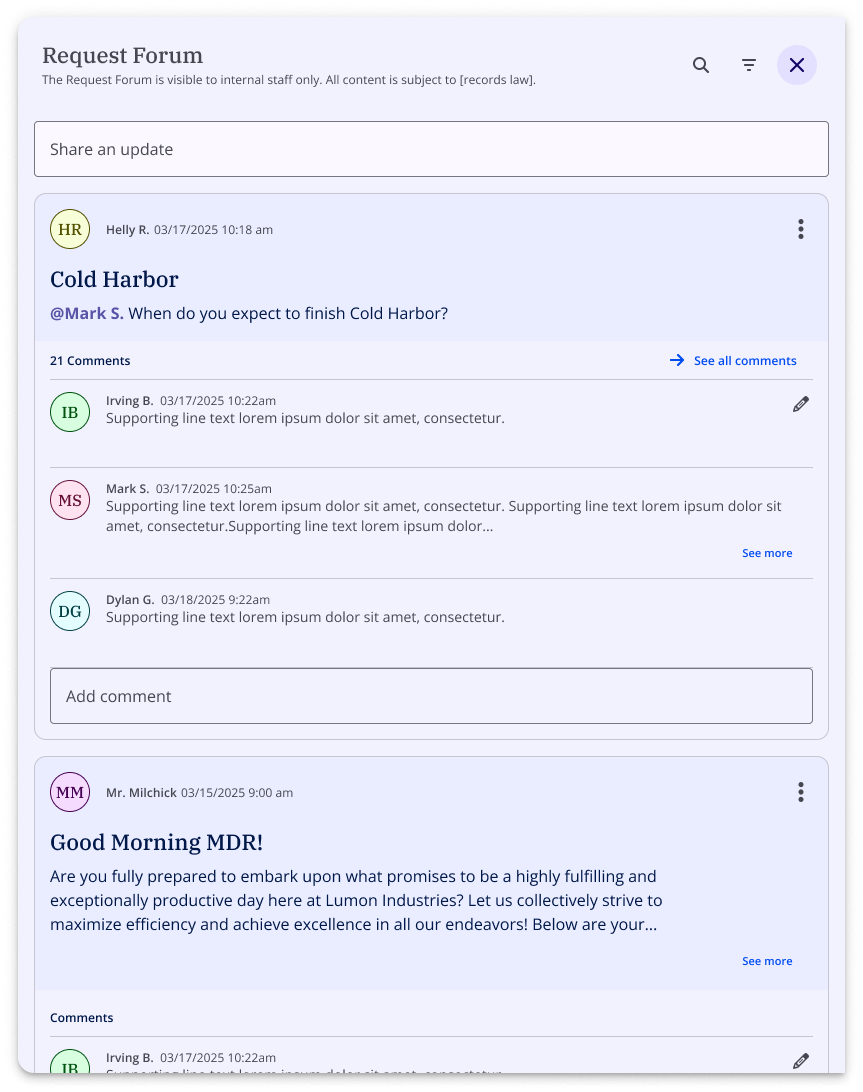 Request Forum
The Request Forum is visible to internal staff only. All content is subject to [records law].
Share an update
HR
Helly R. 03/17/2025 10:18 am
Cold Harbor
@Mark S. When do you expect to finish Cold Harbor?
21 Comments
See all comments
IB
Irving B. 03/17/2025 10:22am
Supporting line text lorem ipsum dolor sit amet, consectetur.
MS
Mark S. 03/17/2025 10:25am
Supporting line text lorem ipsum dolor sit amet, consectetur. Supporting line text lorem ipsum dolor sit
amet, consectetur.Supporting line text lorem ipsum dolor...
See more
DG
Dylan G. 03/18/2025 9:22am
Supporting line text lorem ipsum dolor sit amet, consectetur.
Add comment
MM
Mr. Milchick 03/15/2025 9:00 am
Good Morning MDR!
Are you fully prepared to embark upon what promises to be a highly fulfilling and
exceptionally productive day here at Lumon Industries? Let us collectively strive to
maximize efficiency and achieve excellence in all our endeavors! Below are your...
See more
Comments
IB
Irving B. 03/17/2025 10:22am
Supporting line text lorem ipsum dolor sit amet, consectetur.